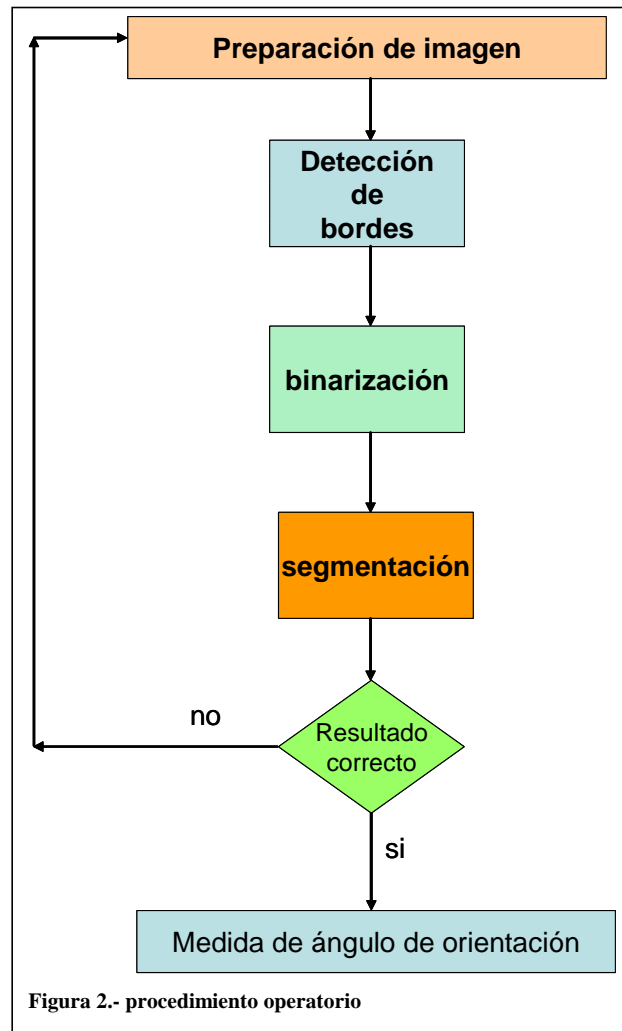 Preparación de imagen
Detección
de
bordes
binarización
segmentación
Resultado
correcto
no
si
Medida de ángulo de orientación
Figura 2.- procedimiento operatorio